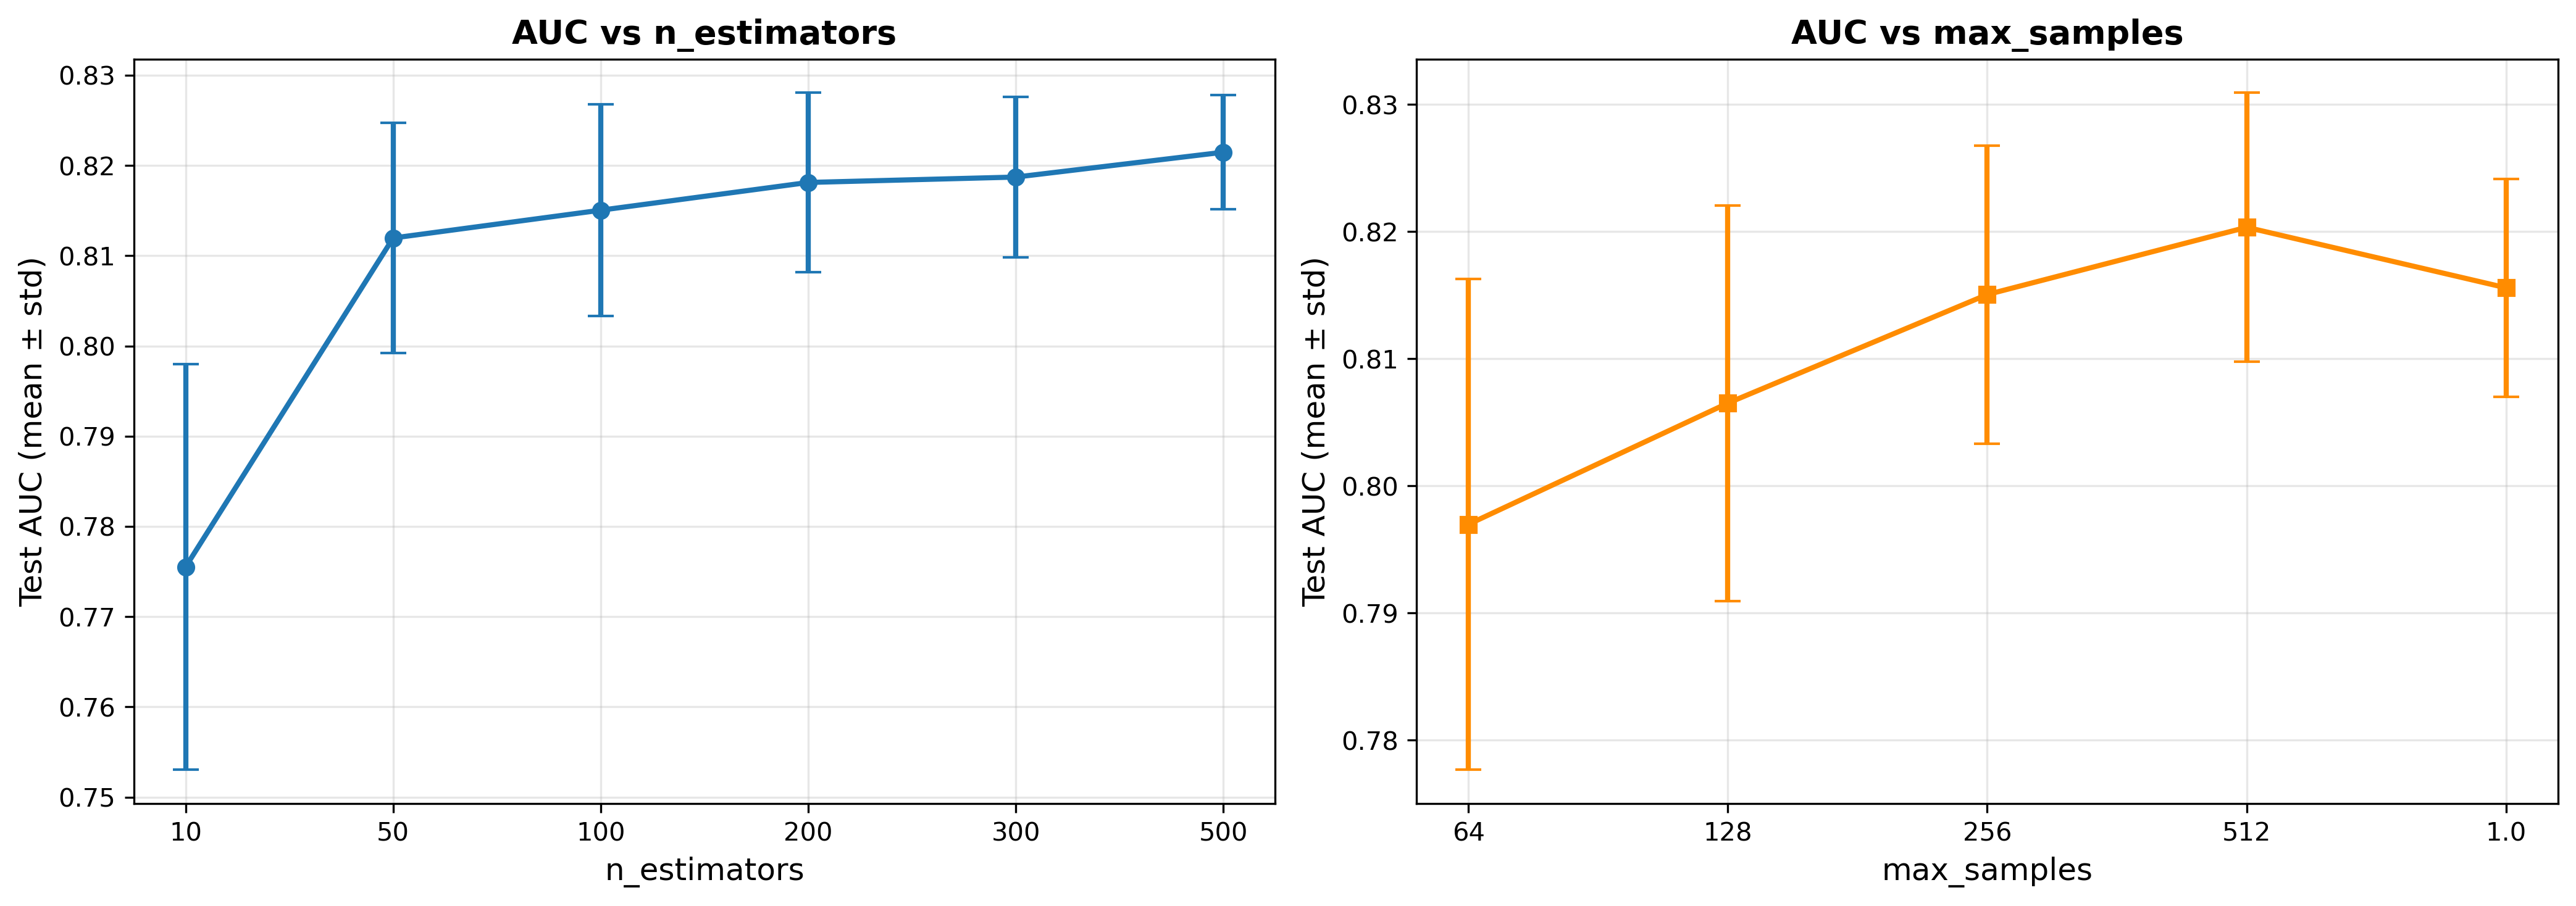 AUC vs n_estimators
Test AUC (mean ± std)
0.83
0.82
0.81
0.80
0.79
0.78
0.77
0.76
0.75
10 50 100 200 300 500
n_estimators
AUC vs max_samples
Test AUC (mean ± std)
0.83
0.82
0.81
0.80
0.79
0.78
64 128 256 512 1.0
max_samples